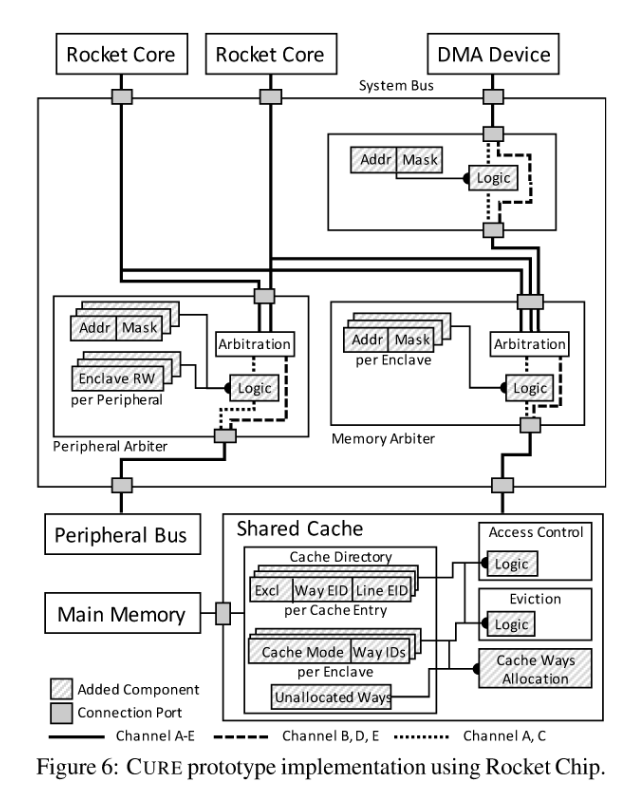 Rocket Core
Rocket Core
DMA Device
System Bus
Addr Mask
Logic
Addr Mask
Arbitration
Enclave RW
Logic
per Peripheral
Peripheral Arbiter
Addr Mask
per Enclave
Arbitration
Logic
Memory Arbiter
Peripheral Bus
Main Memory
Shared Cache
Cache Directory
Excl Way EID Line EID
per Cache Entry
Cache Mode Way IDs
per Enclave
Unallocated Ways
Access Control
Logic
Eviction
Logic
Cache Ways
Allocation
Added Component
Connection Port
Channel A-E
Channel B, D, E
Channel A, C
Figure 6: CURE prototype implementation using Rocket Chip.